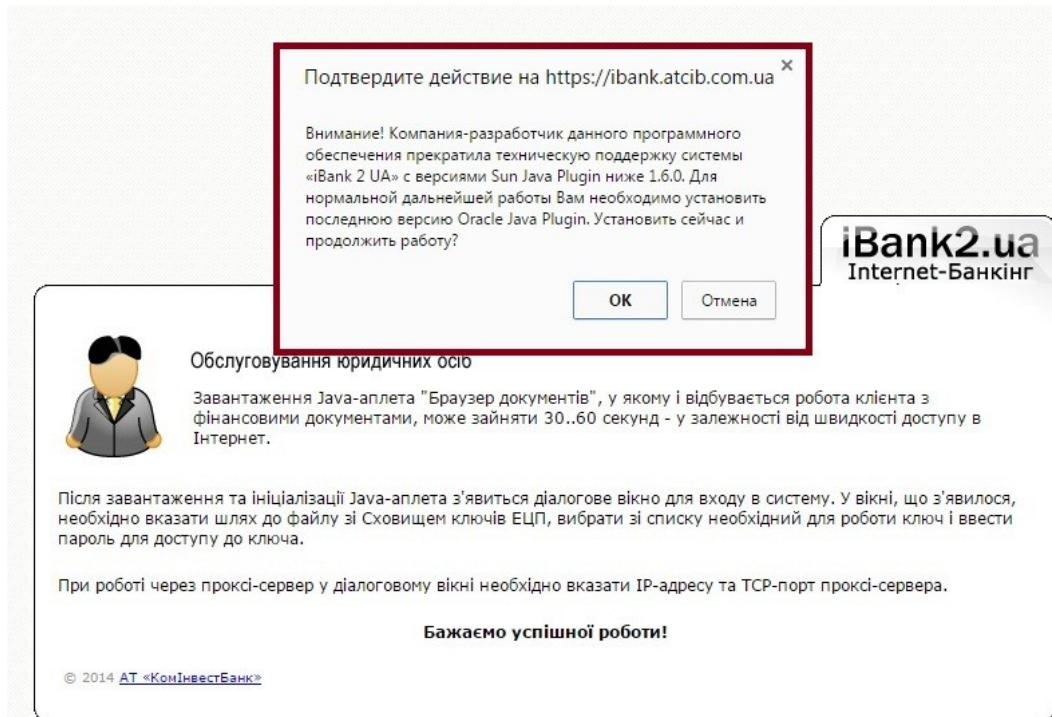 Подтвердите действие на https://ibank.atcib.com.ua ×
Внимание! Компания-разработчик данного программного
обеспечения прекратила техническую поддержку системы
«iBank 2 UA» с версиями Sun Java Plugin ниже 1.6.0. Для
нормальной дальнейшей работы Вам необходимо установить
последнюю версию Oracle Java Plugin. Установить сейчас и
продолжить работу?
OK Отмена
iBank2.ua
Internet-Банкінг
Обслуговування юридичних осіб
Завантаження Java-аплета "Браузер документів", у якому і відбувається робота клієнта з
фінансовими документами, може зайняти 30..60 секунд - у залежності від швидкості доступу в
Інтернет.
Після завантаження та ініціалізації Java-аплета з'явиться діалогове вікно для входу в систему. У вікні, що з'явилося,
необхідно вказати шлях до файлу зі Сховищем ключів ЕЦП, вибрати зі списку необхідний для роботи ключ і ввести
пароль для доступу до ключа.
При роботі через проксі-сервер у діалоговому вікні необхідно вказати IP-адресу та TCP-порт проксі-сервера.
Бажаємо успішної роботи!
© 2014 АТ «КомІнвестБанк»